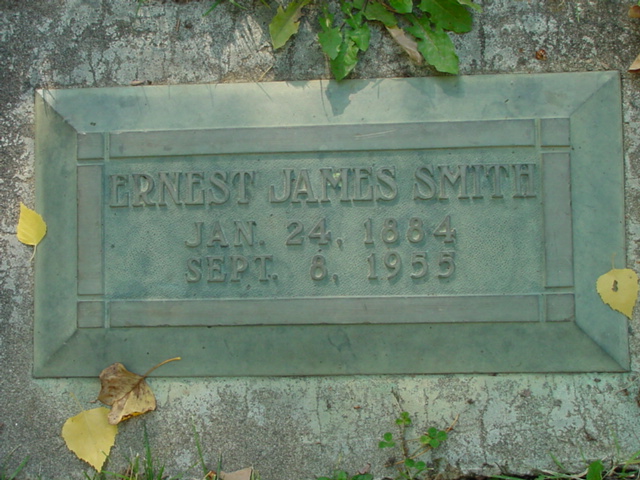 ERNEST JAMES SMITH
JAN. 24, 1884
SEPT. 8, 1955